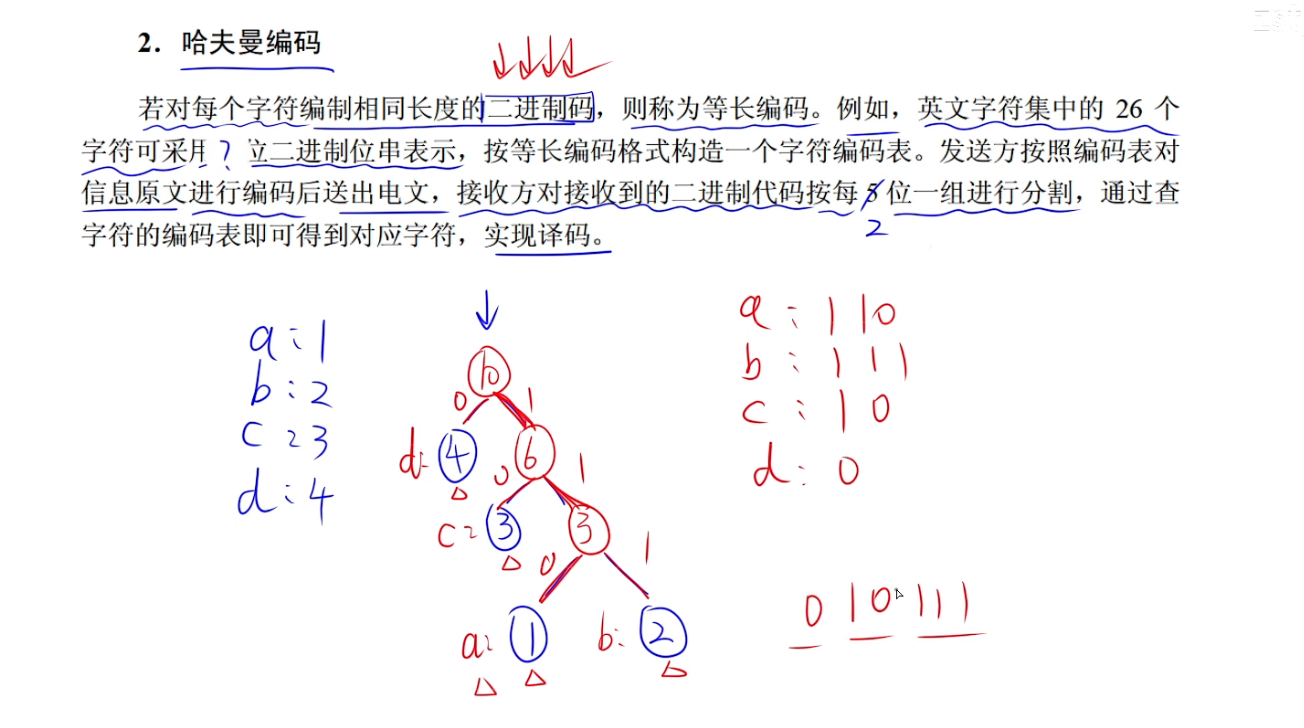 2. 哈夫曼编码
若对每个字符编制相同长度的二进制码，则称为等长编码。例如，英文字符集中的 26 个
字符可采用 ? 位二进制位串表示，按等长编码格式构造一个字符编码表。发送方按照编码表对
信息原文进行编码后送出电文，接收方对接收到的二进制代码按每 5 位一组进行分割，通过查
2
字符的编码表即可得到对应字符，实现译码。
a: 1
b: 2
c: 3
d: 4
10
0 1
d: 4 6
0 1
c: 3 3
0 1
a: 1 b: 2
a: 110
b: 111
c: 10
d: 0
0 10 111